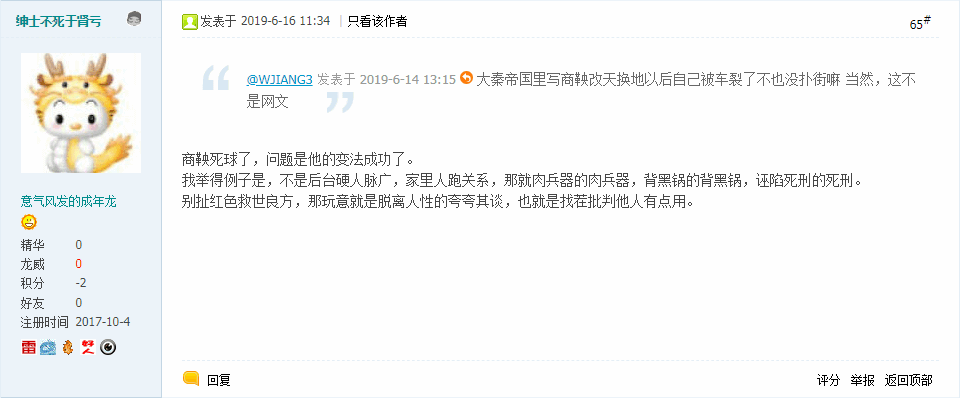 绅士不死于肾亏
发表于 2019-6-16 11:34 | 只看该作者
65#
@WJIANG3 发表于 2019-6-14 13:15 大秦帝国里写商鞅改天换地以后自己被车裂了不也没扑街嘛 当然，这不
是网文
商鞅死球了，问题是他的变法成功了。
我举得例子是，不是后台硬人脉广，家里人跑关系，那就肉兵器的肉兵器，背黑锅的背黑锅，诬陷死刑的死刑。
别扯红色救世良方，那玩意就是脱离人性的夸夸其谈，也就是找茬批判他人有点用。
意气风发的成年龙
精华 0
龙威 0
积分 -2
好友 0
注册时间 2017-10-4
雷
好人
回复
评分 举报 返回顶部